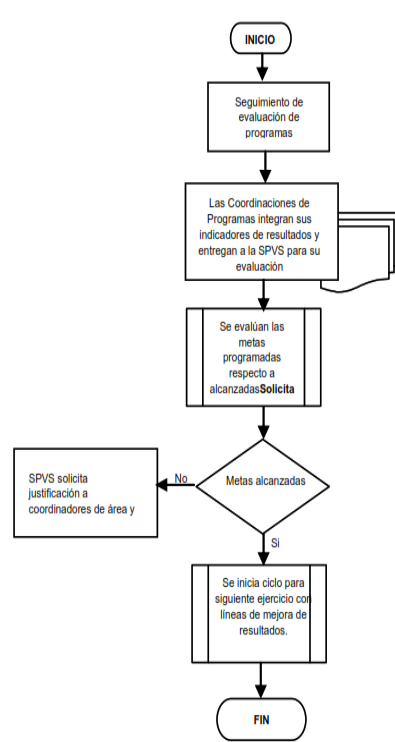 INICIO
Seguimiento de
evaluación de
programas
Las Coordinaciones de
Programas integran sus
indicadores de resultados y
entregan a la SPVS para su
evaluación
Se evalúan las
metas
programadas
respecto a
alcanzadasSolicita
Metas alcanzadas
No
SPVS solicita
justificación a
coordinadores de área y
Si
Se inicia ciclo para
siguiente ejercicio con
líneas de mejora de
resultados.
FIN